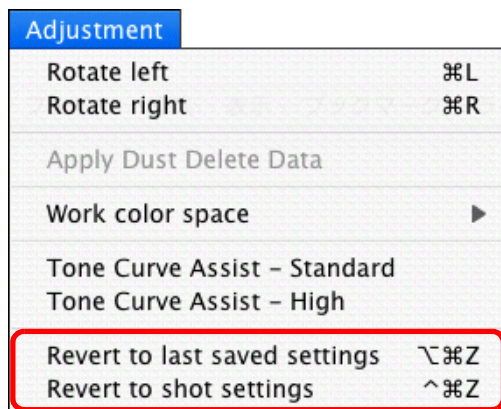 Adjustment
Rotate left ⌘L
Rotate right ⌘R
Apply Dust Delete Data
Work color space ▶
Tone Curve Assist – Standard
Tone Curve Assist – High
Revert to last saved settings ⌥⌘Z
Revert to shot settings ^⌘Z